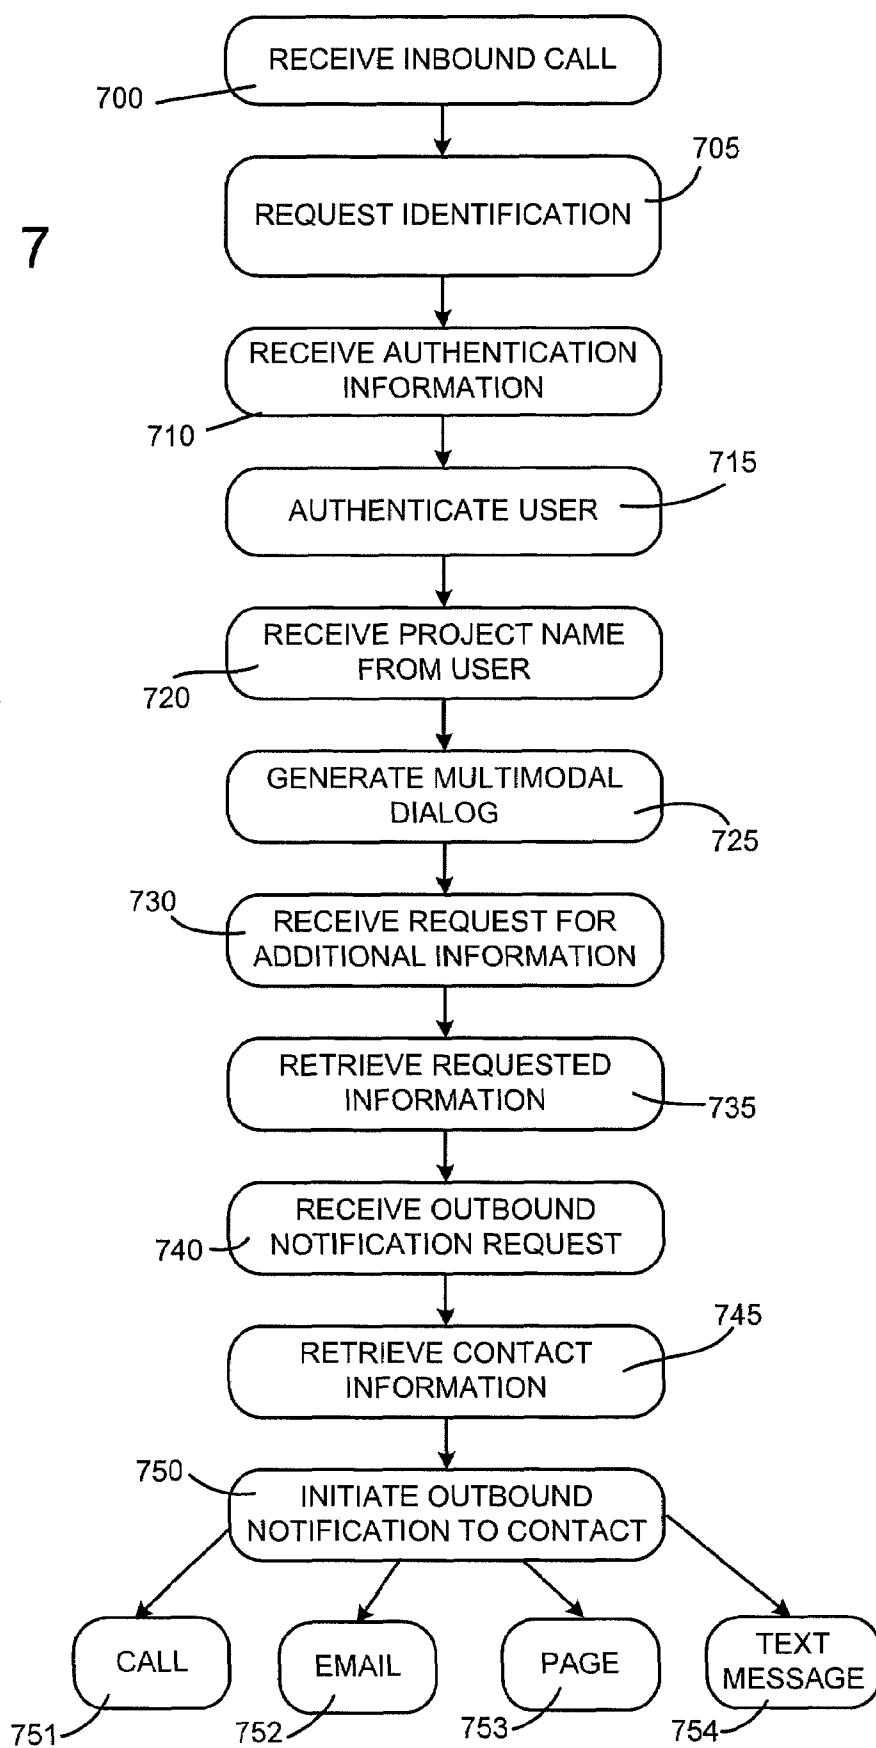 RECEIVE INBOUND CALL
700
705
REQUEST IDENTIFICATION
7
RECEIVE AUTHENTICATION
INFORMATION
710
715
AUTHENTICATE USER
RECEIVE PROJECT NAME
FROM USER
720
GENERATE MULTIMODAL
DIALOG
725
730
RECEIVE REQUEST FOR
ADDITIONAL INFORMATION
RETRIEVE REQUESTED
INFORMATION
735
RECEIVE OUTBOUND
NOTIFICATION REQUEST
740
745
RETRIEVE CONTACT
INFORMATION
750
INITIATE OUTBOUND
NOTIFICATION TO CONTACT
CALL
EMAIL
PAGE
TEXT
MESSAGE
751
752
753
754